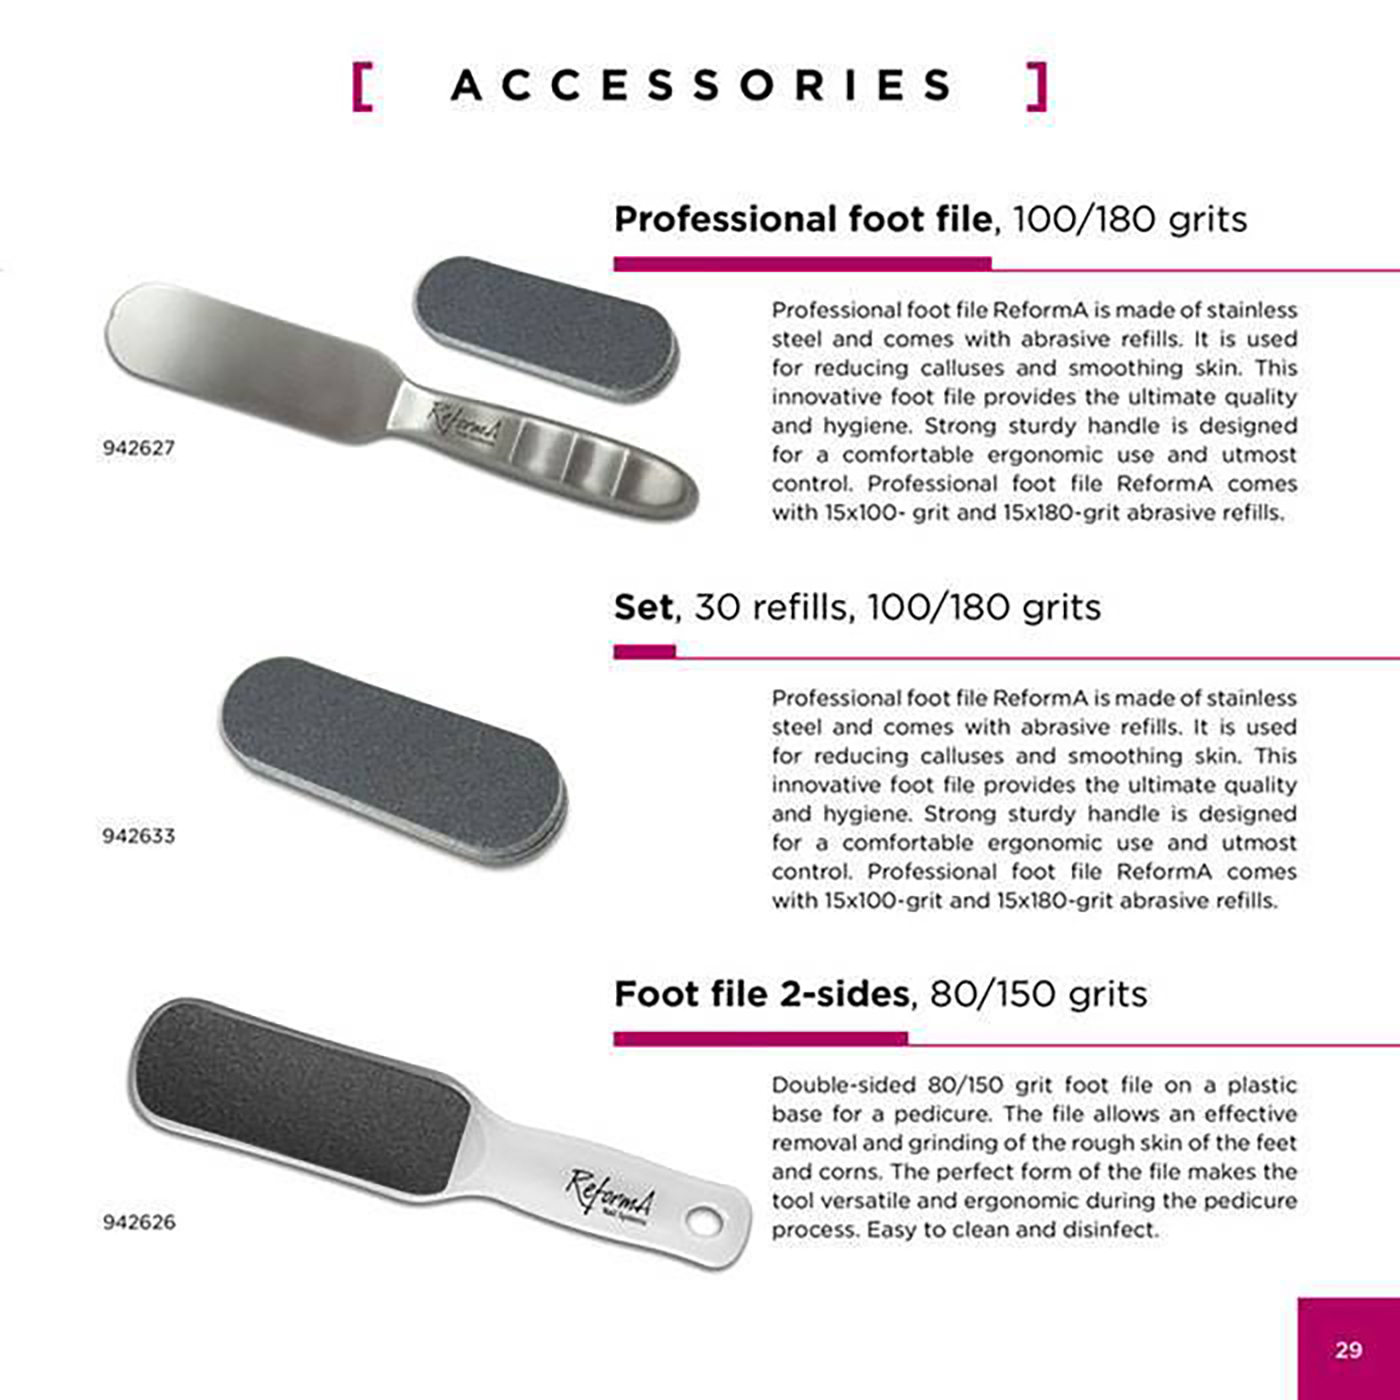 [ ACCESSORIES ]
Professional foot file, 100/180 grits
Professional foot file ReformA is made of stainless
steel and comes with abrasive refills. It is used
for reducing calluses and smoothing skin. This
innovative foot file provides the ultimate quality
and hygiene. Strong sturdy handle is designed
for a comfortable ergonomic use and utmost
control. Professional foot file ReformA comes
with 15x100- grit and 15x180-grit abrasive refills.
ReformA
942627
Set, 30 refills, 100/180 grits
Professional foot file ReformA is made of stainless
steel and comes with abrasive refills. It is used
for reducing calluses and smoothing skin. This
innovative foot file provides the ultimate quality
and hygiene. Strong sturdy handle is designed
for a comfortable ergonomic use and utmost
control. Professional foot file ReformA comes
with 15x100-grit and 15x180-grit abrasive refills.
942633
Foot file 2-sides, 80/150 grits
Double-sided 80/150 grit foot file on a plastic
base for a pedicure. The file allows an effective
removal and grinding of the rough skin of the feet
and corns. The perfect form of the file makes the
tool versatile and ergonomic during the pedicure
process. Easy to clean and disinfect.
ReformA
Nail Systems
942626
29